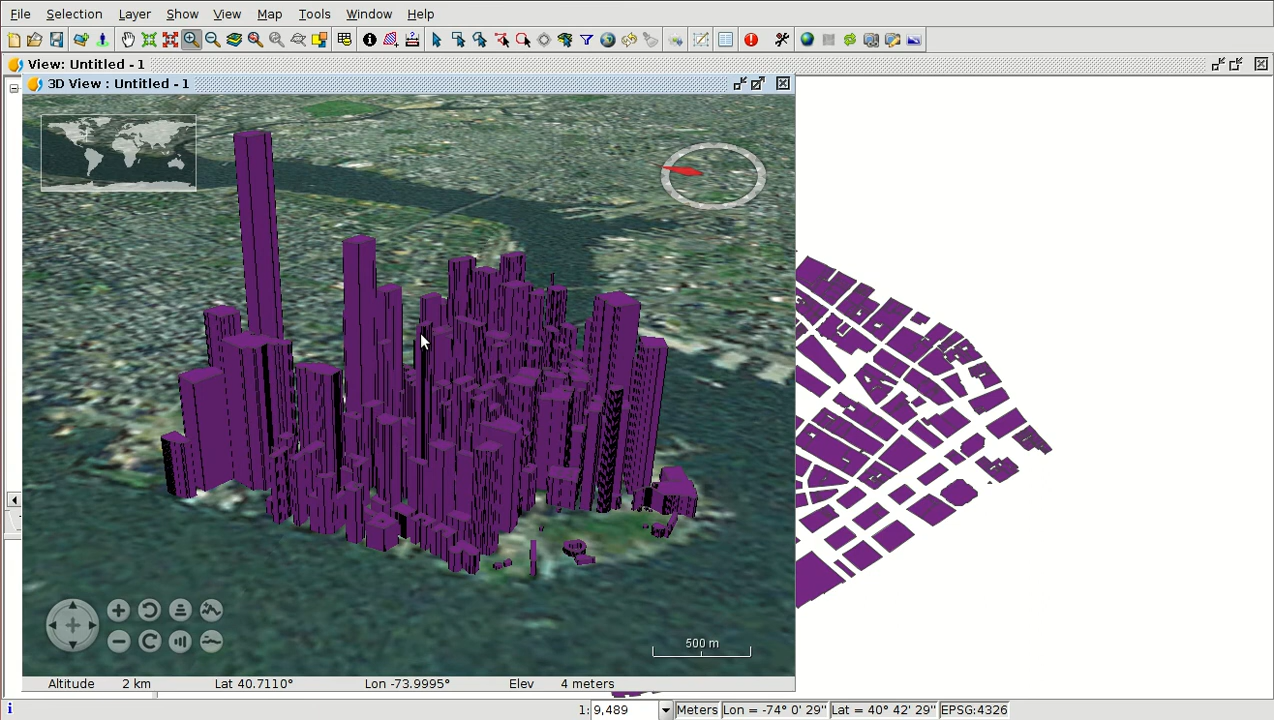 File Selection Layer Show View Map Tools Window Help
View: Untitled - 1
3D View : Untitled - 1
500 m
Altitude 2 km Lat 40.7110° Lon -73.9995° Elev 4 meters
1: 9,489 Meters Lon = -74° 0' 29" Lat = 40° 42' 29" EPSG:4326